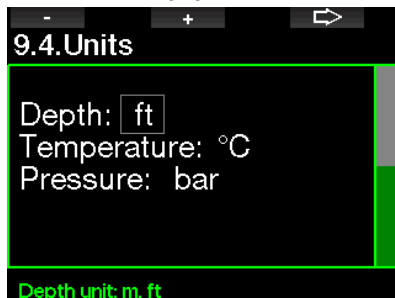 - +
9.4.Units
Depth: ft
Temperature: °C
Pressure: bar
Depth unit: m, ft